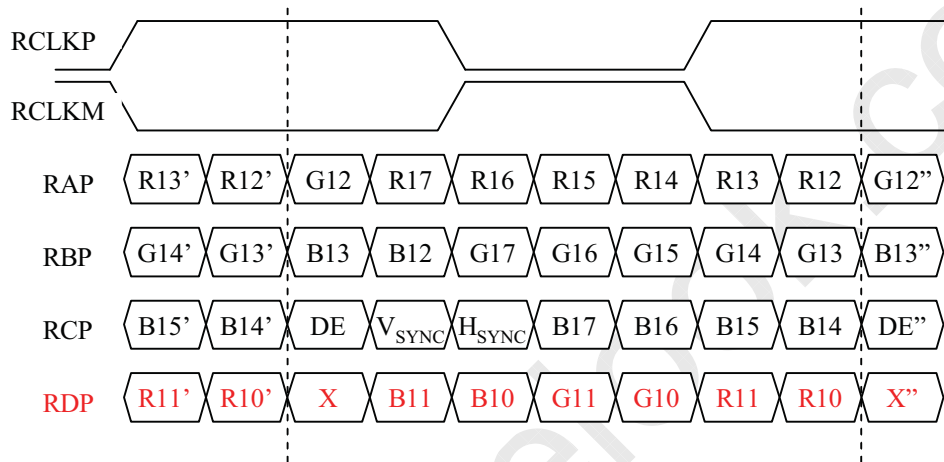 RCLKP
RCLKM
RAP R13’ R12’ G12 R17 R16 R15 R14 R13 R12 G12”
RBP G14’ G13’ B13 B12 G17 G16 G15 G14 G13 B13”
RCP B15’ B14’ DE VSYNC HSYNC B17 B16 B15 B14 DE”
RDP R11’ R10’ X B11 B10 G11 G10 R11 R10 X”